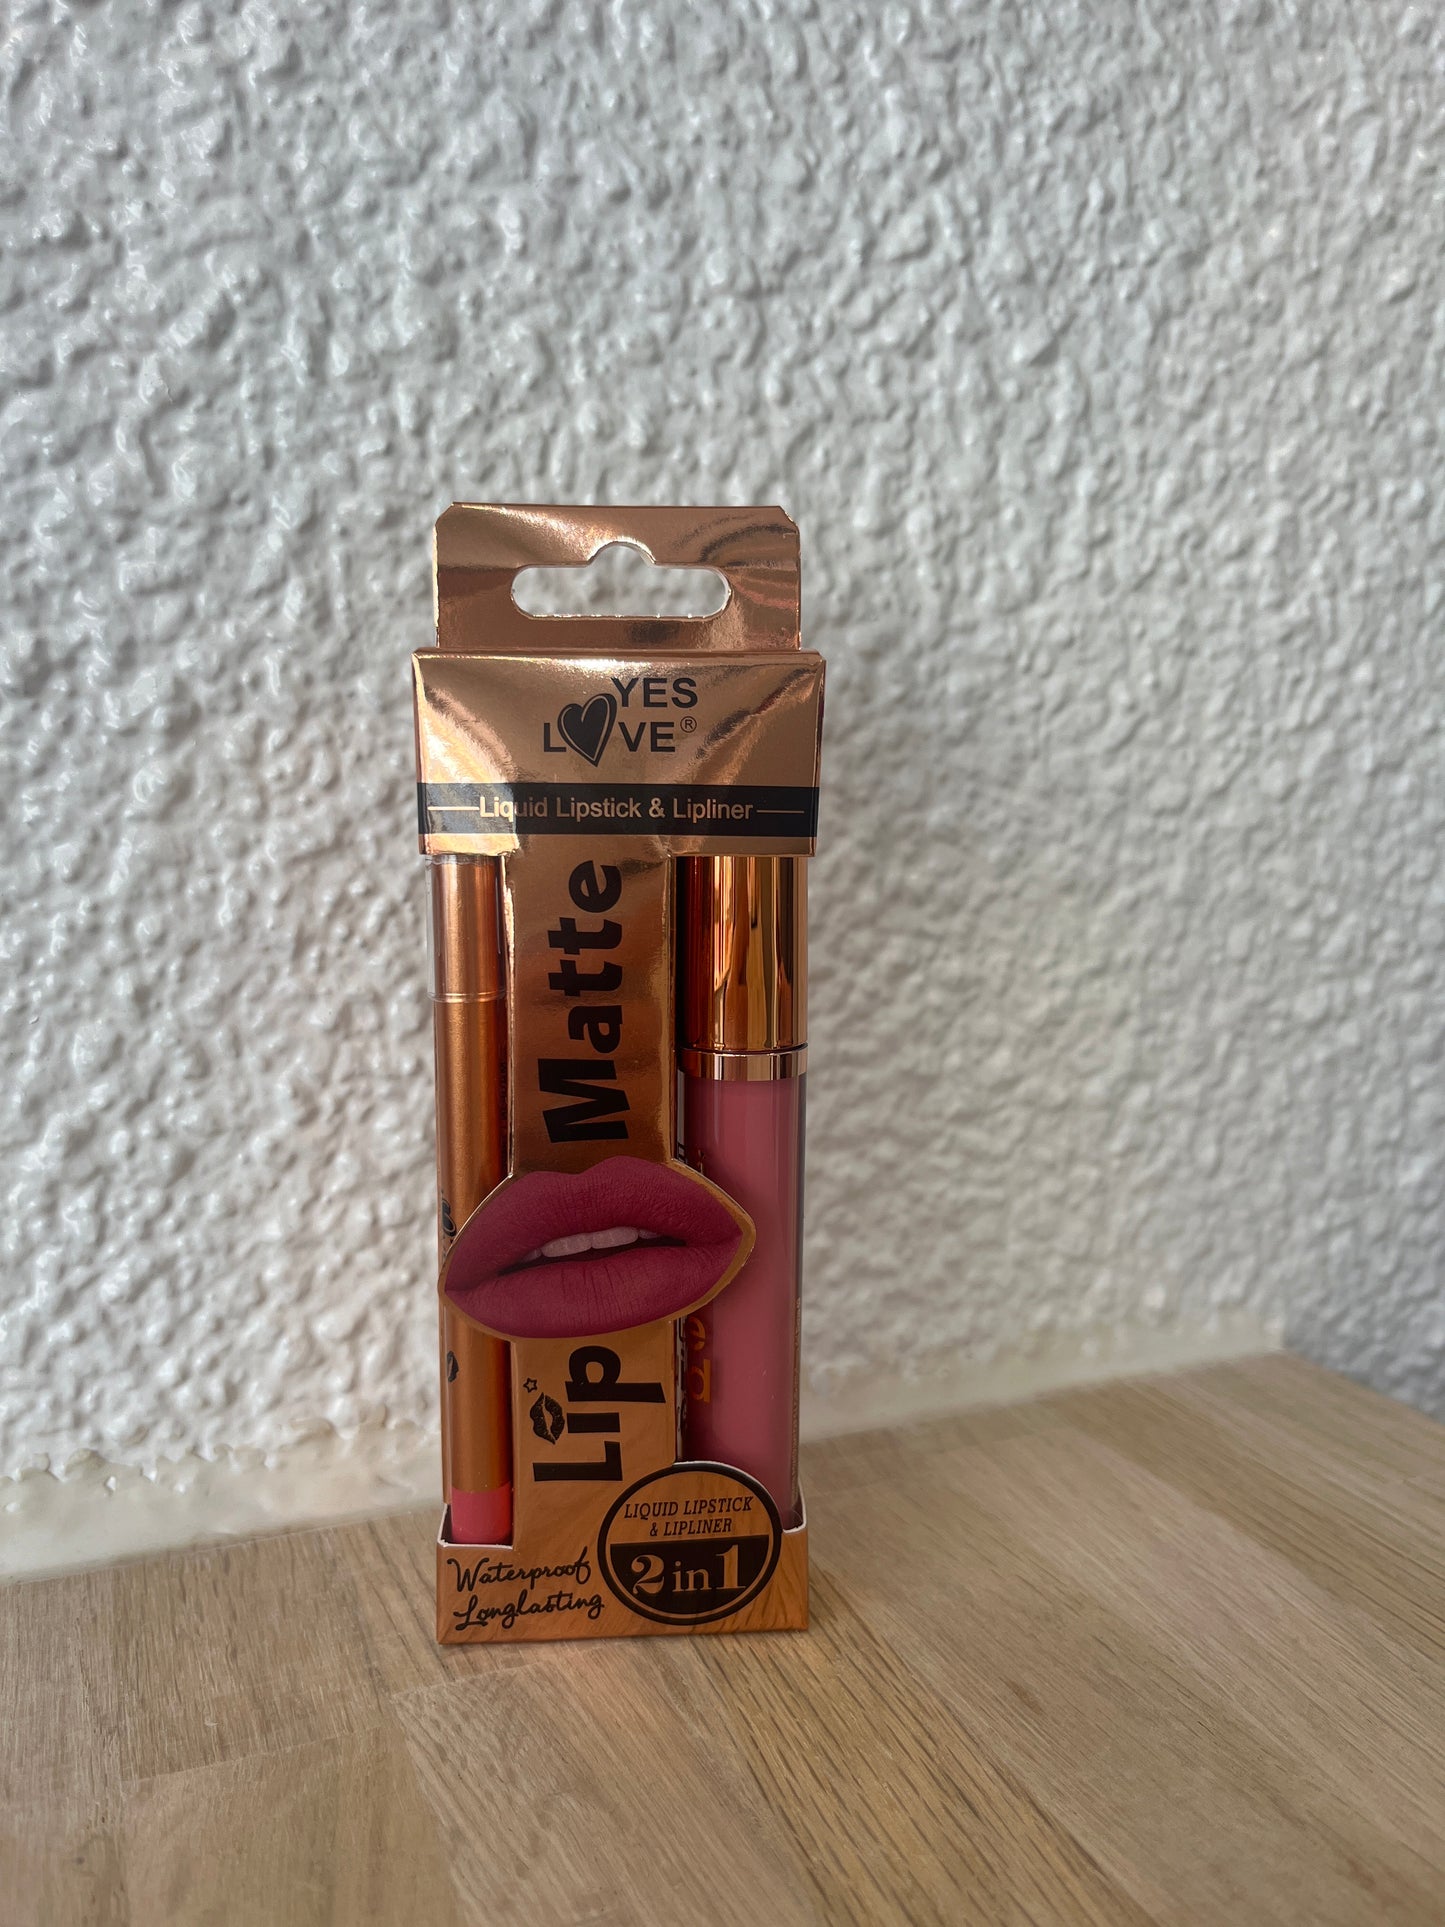 YES
LOVE®
Liquid Lipstick & Lipliner
Lip Matte
LIQUID LIPSTICK
& LIPLINER
2 in 1
Waterproof
Longlasting